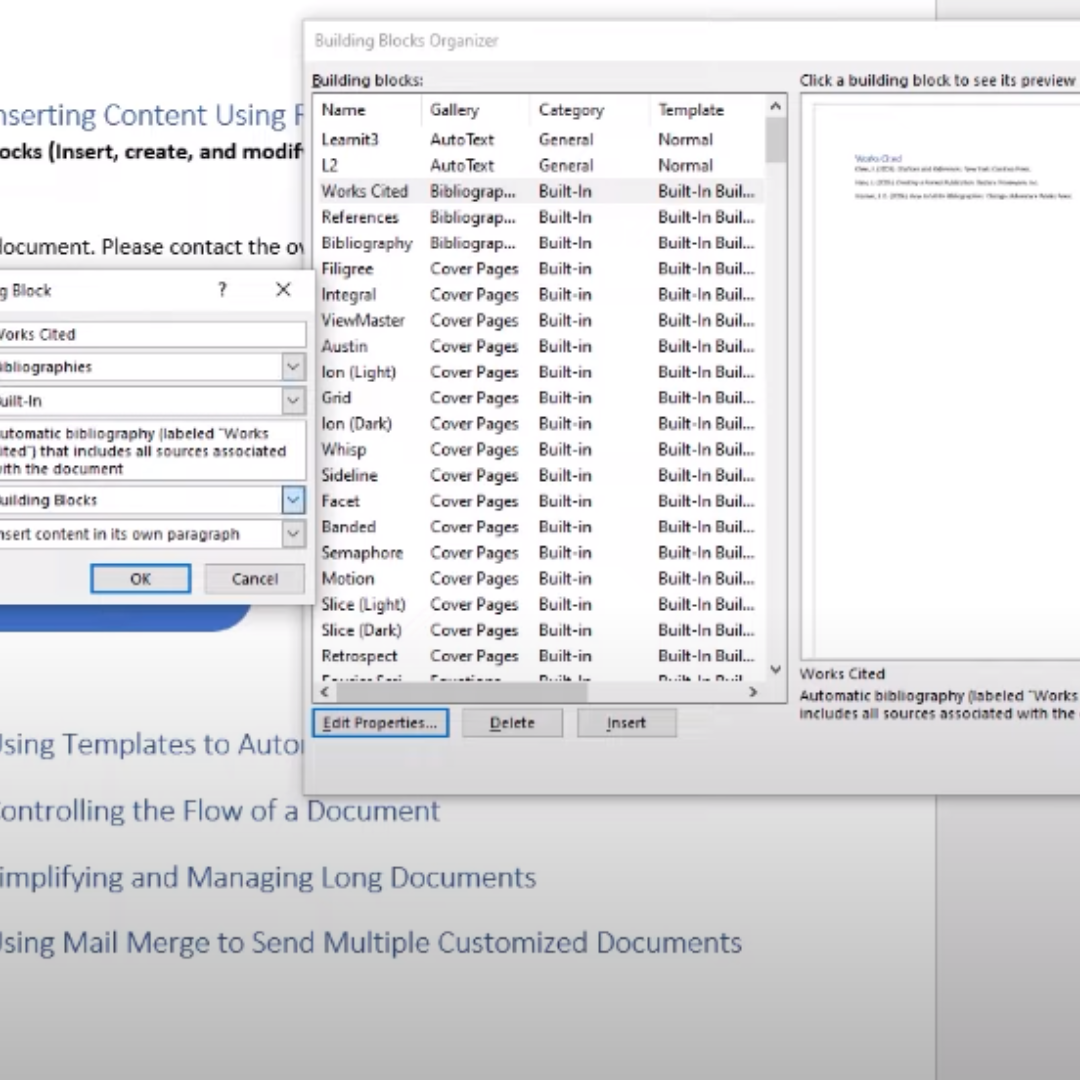 Building Blocks Organizer
Building blocks:
Click a building block to see its preview
Name Gallery Category Template
Learnit3 AutoText General Normal
L2 AutoText General Normal
Works Cited Bibliograp... Built-In Built-In Buil...
References Bibliograp... Built-In Built-In Buil...
Bibliography Bibliograp... Built-In Built-In Buil...
Filigree Cover Pages Built-in Built-In Buil...
Integral Cover Pages Built-in Built-In Buil...
ViewMaster Cover Pages Built-in Built-In Buil...
Austin Cover Pages Built-in Built-In Buil...
Ion (Light) Cover Pages Built-in Built-In Buil...
Grid Cover Pages Built-in Built-In Buil...
Ion (Dark) Cover Pages Built-in Built-In Buil...
Whisp Cover Pages Built-in Built-In Buil...
Sideline Cover Pages Built-in Built-In Buil...
Facet Cover Pages Built-in Built-In Buil...
Banded Cover Pages Built-in Built-In Buil...
Semaphore Cover Pages Built-in Built-In Buil...
Motion Cover Pages Built-in Built-In Buil...
Slice (Light) Cover Pages Built-in Built-In Buil...
Slice (Dark) Cover Pages Built-in Built-In Buil...
Retrospect Cover Pages Built-in Built-In Buil...
Edit Properties... Delete Insert
Works Cited
Works Cited
Automatic bibliography (labeled "Works
includes all sources associated with the
nserting Content Using
ocks (Insert, create, and modif
document. Please contact the ov
g Block ? 
Works Cited
ibliographies
uilt-In
utomatic bibliography (labeled "Works
ited") that includes all sources associated
ith the document
uilding Blocks
nsert content in its own paragraph
OK Cancel
Using Templates to Auto
ontrolling the Flow of a Document
implifying and Managing Long Documents
Using Mail Merge to Send Multiple Customized Documents